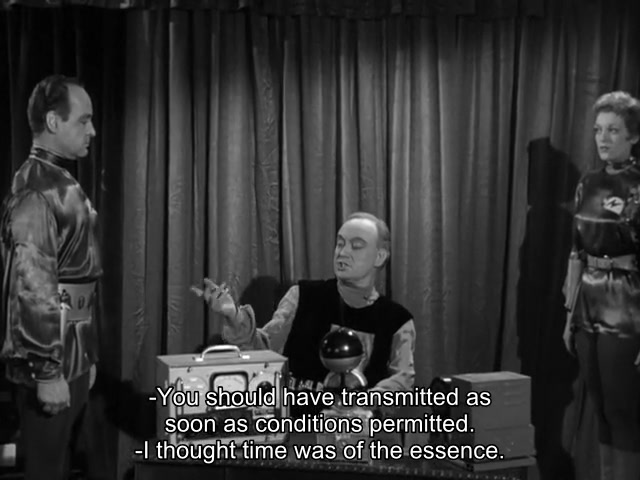 -You should have transmitted as
soon as conditions permitted.
-I thought time was of the essence.